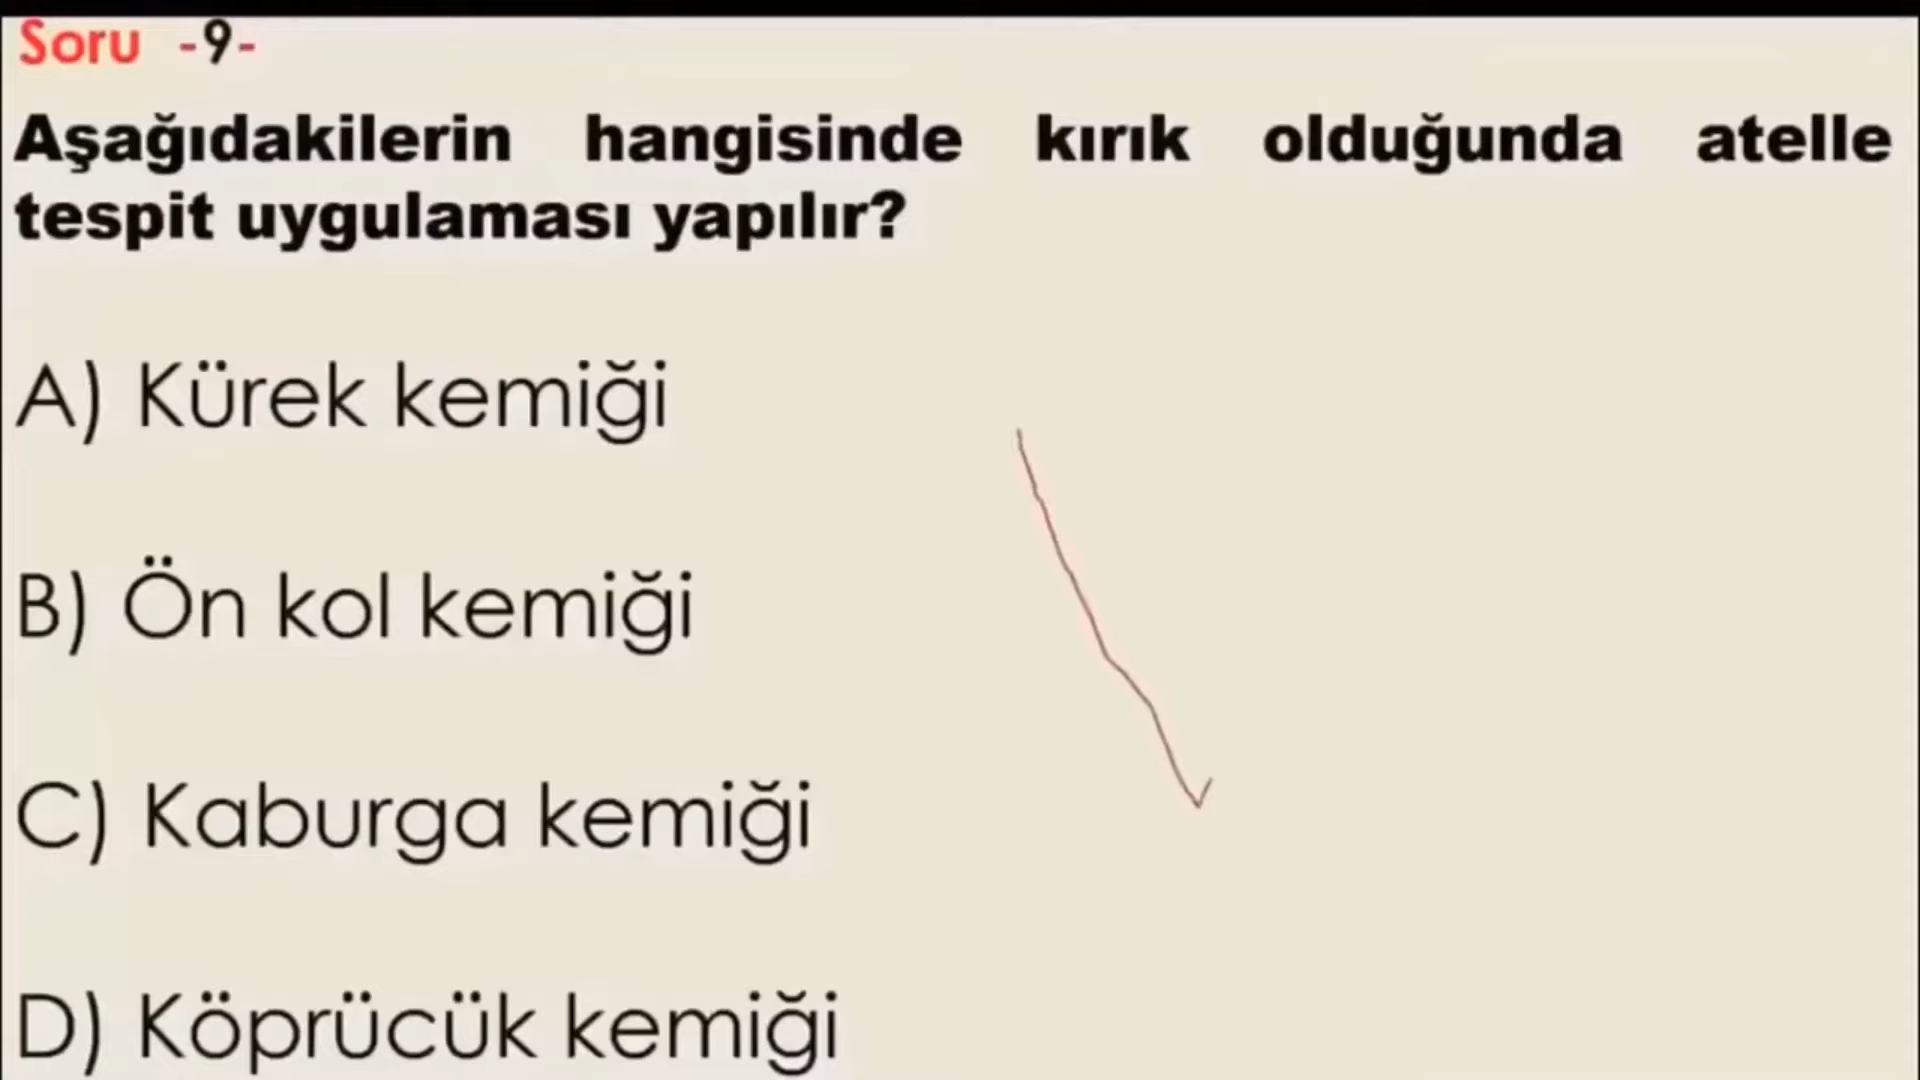 Soru -9-
Aşağıdakilerin hangisinde kırık olduğunda atelle
tespit uygulaması yapılır?
A) Kürek kemiği
B) Ön kol kemiği
C) Kaburga kemiği
D) Köprücük kemiği